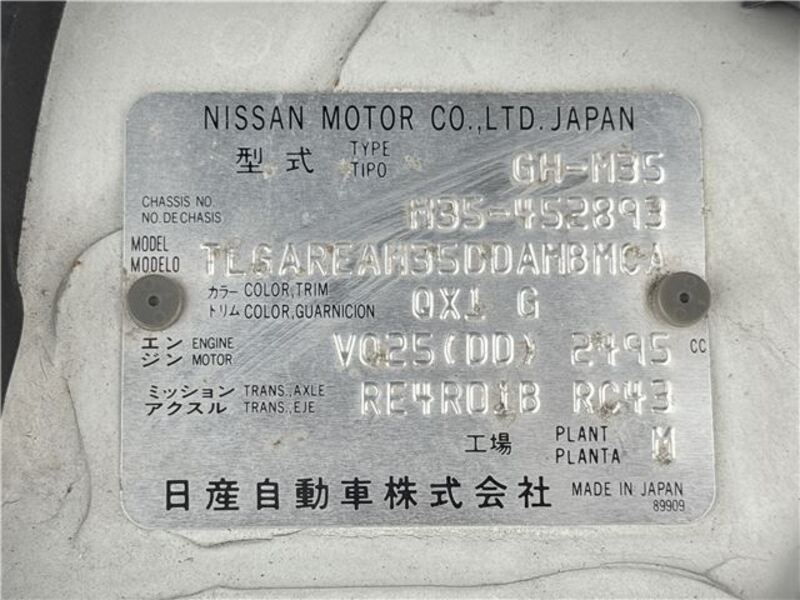 NISSAN MOTOR CO.,LTD. JAPAN
型式 TYPE TIPO GH-M35
CHASSIS NO. NO. DE CHASIS M35-452893
MODEL MODELO TLGAREAM35DDAMBMCA
カラー COLOR,TRIM QX1 G
トリム COLOR,GUARNICION
エンジン ENGINE MOTOR VQ25(DD) 2495 CC
ミッション TRANS.,AXLE RE4R01B RC43
アクスル TRANS.,EJE
工場 PLANT PLANTA M
日産自動車株式会社 MADE IN JAPAN
89909